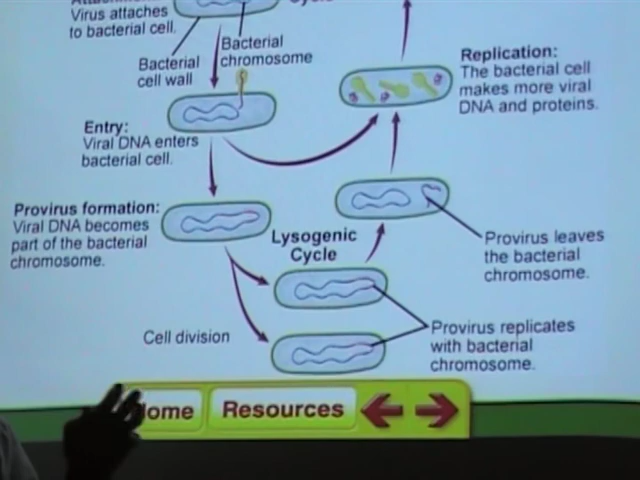 Virus attaches
to bacterial cell.
Bacterial
cell wall
Bacterial
chromosome
Replication:
The bacterial cell
makes more viral
DNA and proteins.
Entry:
Viral DNA enters
bacterial cell.
Provirus formation:
Viral DNA becomes
part of the bacterial
chromosome.
Lysogenic
Cycle
Provirus leaves
the bacterial
chromosome.
Cell division
Provirus replicates
with bacterial
chromosome.
Home
Resources